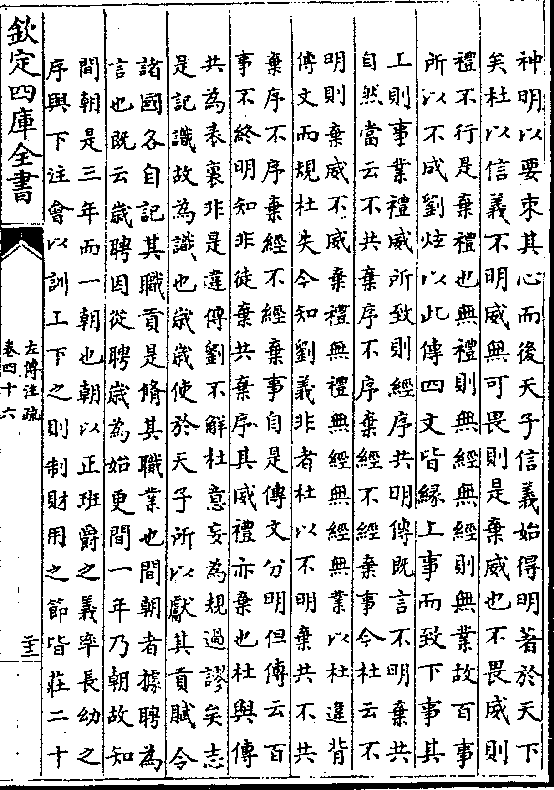 神明以要束其心而後天子信義始得明著於天下
矣杜以信義不明威無可畏則是棄威也不畏威則
禮不行是棄禮也無禮則無經無經則無業故百事
所以不成劉炫以此傳四文皆縁上事而致下事其
工則事業禮威所致則經序共明傳既言不明棄共
自然當云不共棄序不序棄經不經棄事今杜云不
明則棄威不威棄禮無禮無經無經無業以杜違背
傳文而規杜失今知劉義非者杜以不明棄共不共
棄序不序棄經不經棄事自是傳文分明但傳云百
事不終明知非徒棄共棄序其威禮亦棄也杜與傳
共為表裏非是違傳劉不解杜意妄為規過謬矣志
是記識故為識也歳歳使於天子所以獻其貢賦令
諸國各自記其職貢是脩其職業也間朝者據聘為
言也既云歳聘因從聘歳為始更間一年乃朝故知
間朝是三年而一朝也朝以正班爵之義率長幼之
序與下注會以訓上下之則制財用之節皆莊二十
欽定四庫全書
左傳注疏
卷四十六
二十三